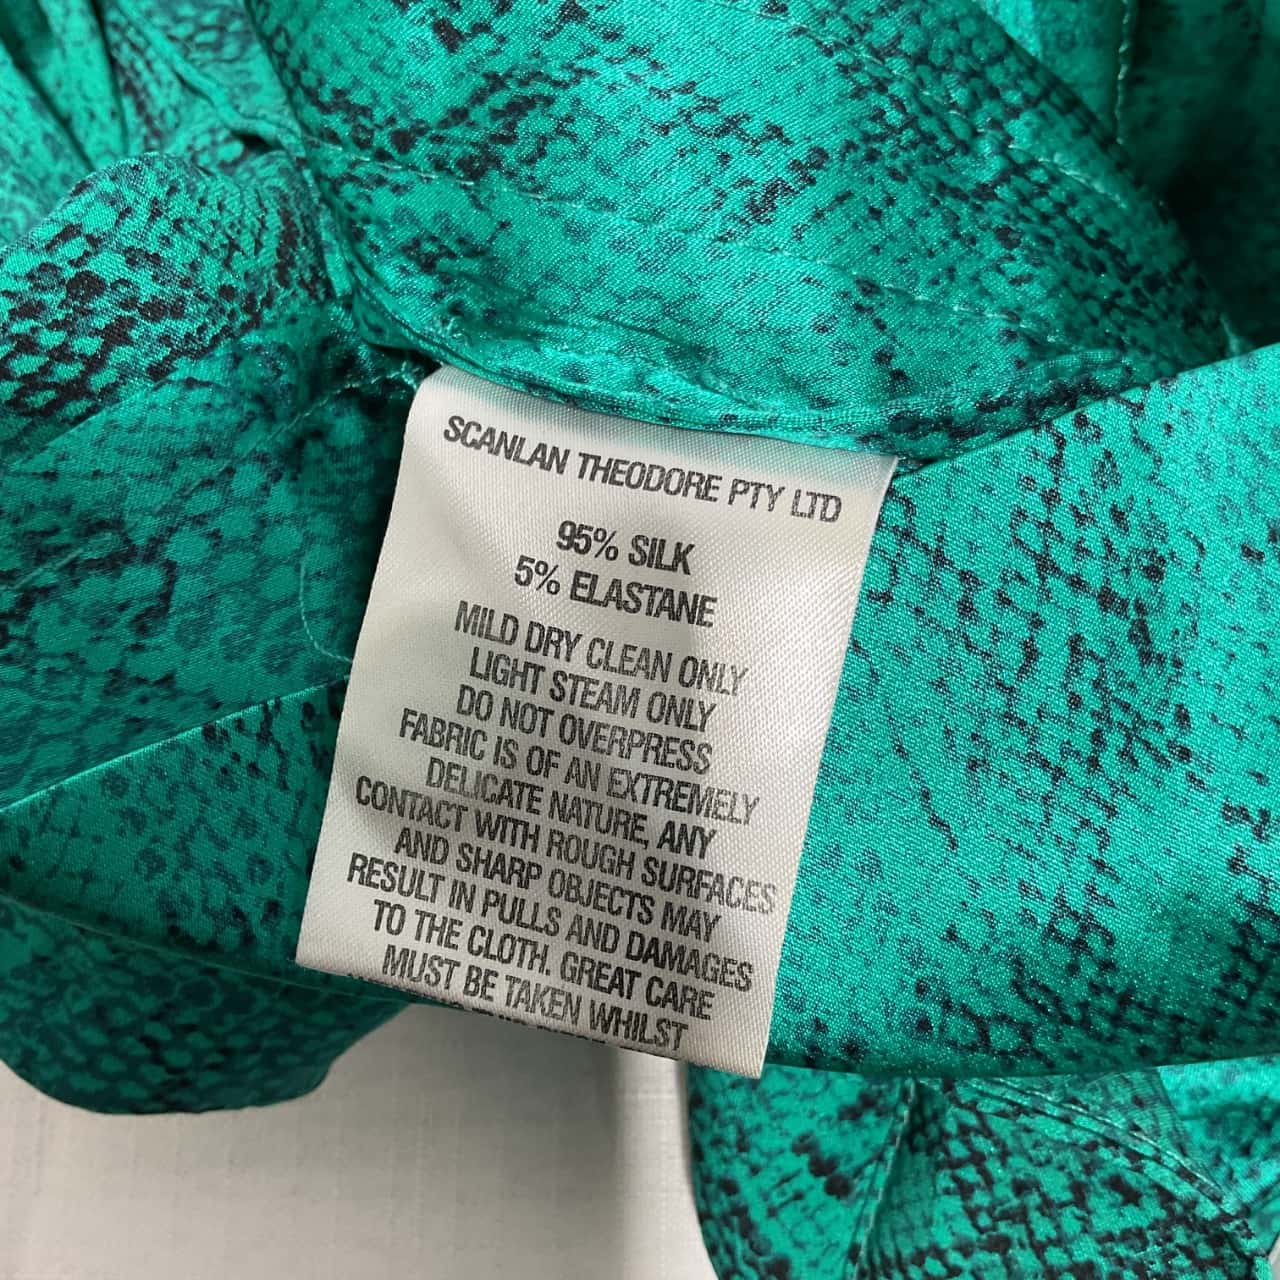 SCANLAN THEODORE PTY LTD
95% SILK
5% ELASTANE
MILD DRY CLEAN ONLY
LIGHT STEAM ONLY
DO NOT OVERPRESS
FABRIC IS OF AN EXTREMELY
DELICATE NATURE, ANY
CONTACT WITH ROUGH SURFACES
AND SHARP OBJECTS MAY
RESULT IN PULLS AND DAMAGES
TO THE CLOTH. GREAT CARE
MUST BE TAKEN WHILST